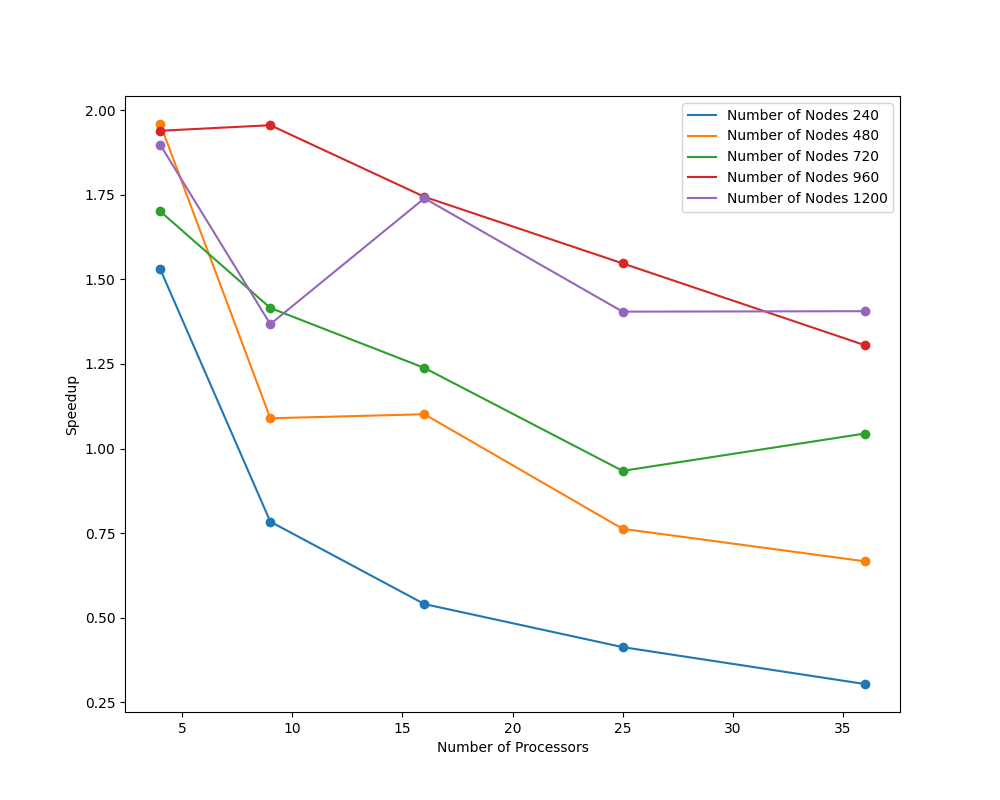 2.00
1.75
1.50
1.25
1.00
0.75
0.50
0.25
Speedup
5 10 15 20 25 30 35
Number of Processors
Number of Nodes 240
Number of Nodes 480
Number of Nodes 720
Number of Nodes 960
Number of Nodes 1200